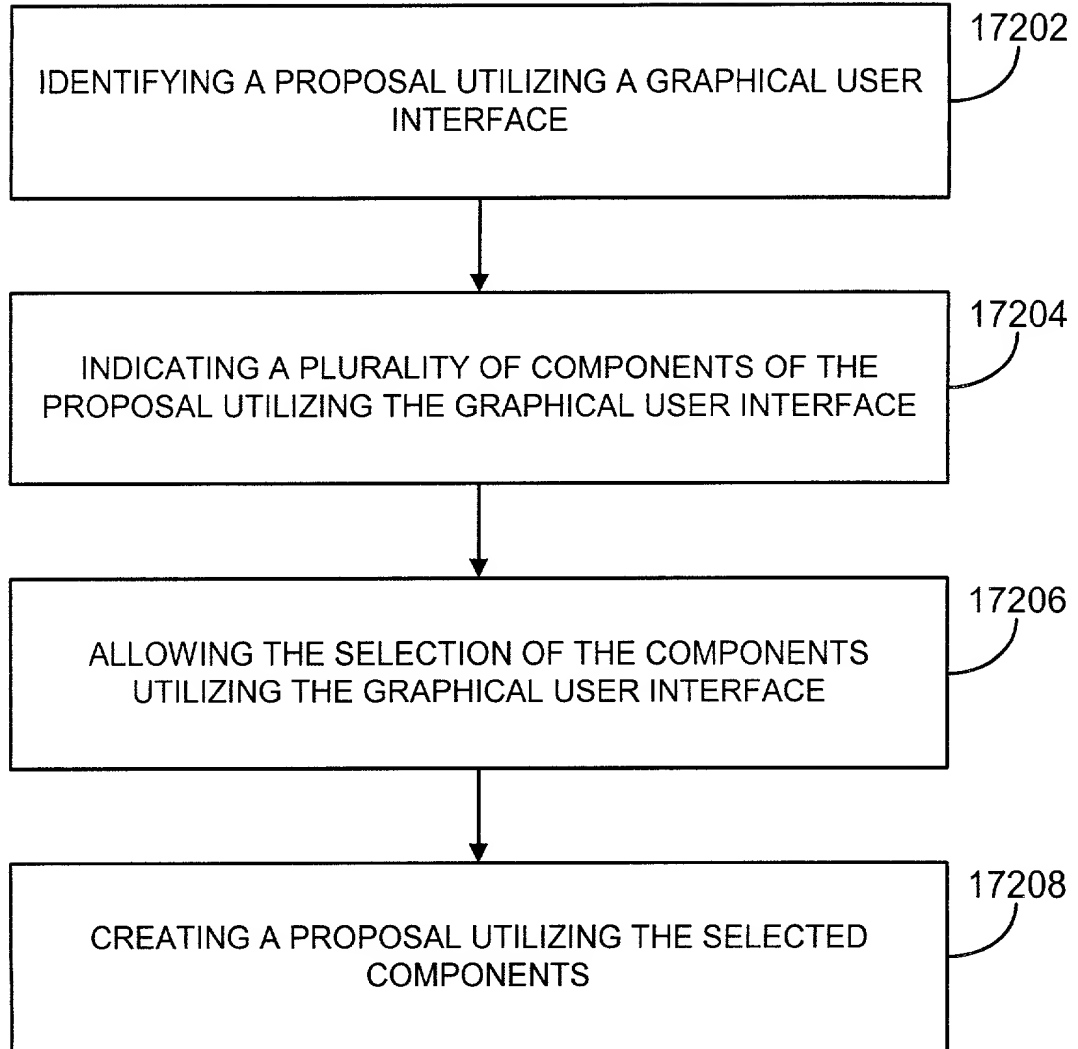 17202
IDENTIFYING A PROPOSAL UTILIZING A GRAPHICAL USER
INTERFACE
17204
INDICATING A PLURALITY OF COMPONENTS OF THE
PROPOSAL UTILIZING THE GRAPHICAL USER INTERFACE
17206
ALLOWING THE SELECTION OF THE COMPONENTS
UTILIZING THE GRAPHICAL USER INTERFACE
17208
CREATING A PROPOSAL UTILIZING THE SELECTED
COMPONENTS